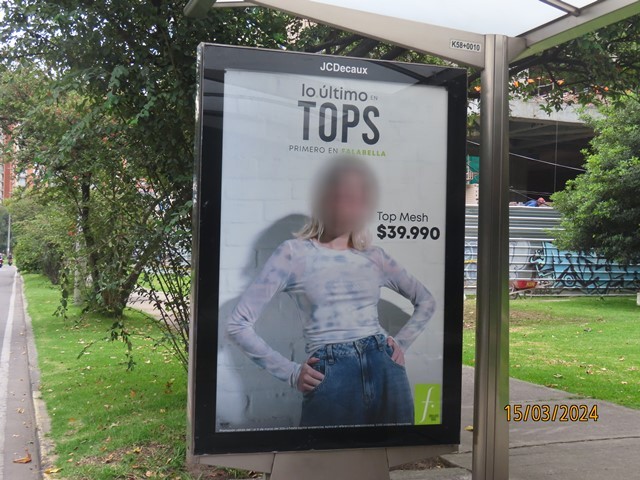 K58+0010
JCDecaux
lo último EN
TOPS
PRIMERO EN FALABELLA
Top Mesh
$39.990
f.
15/03/2024